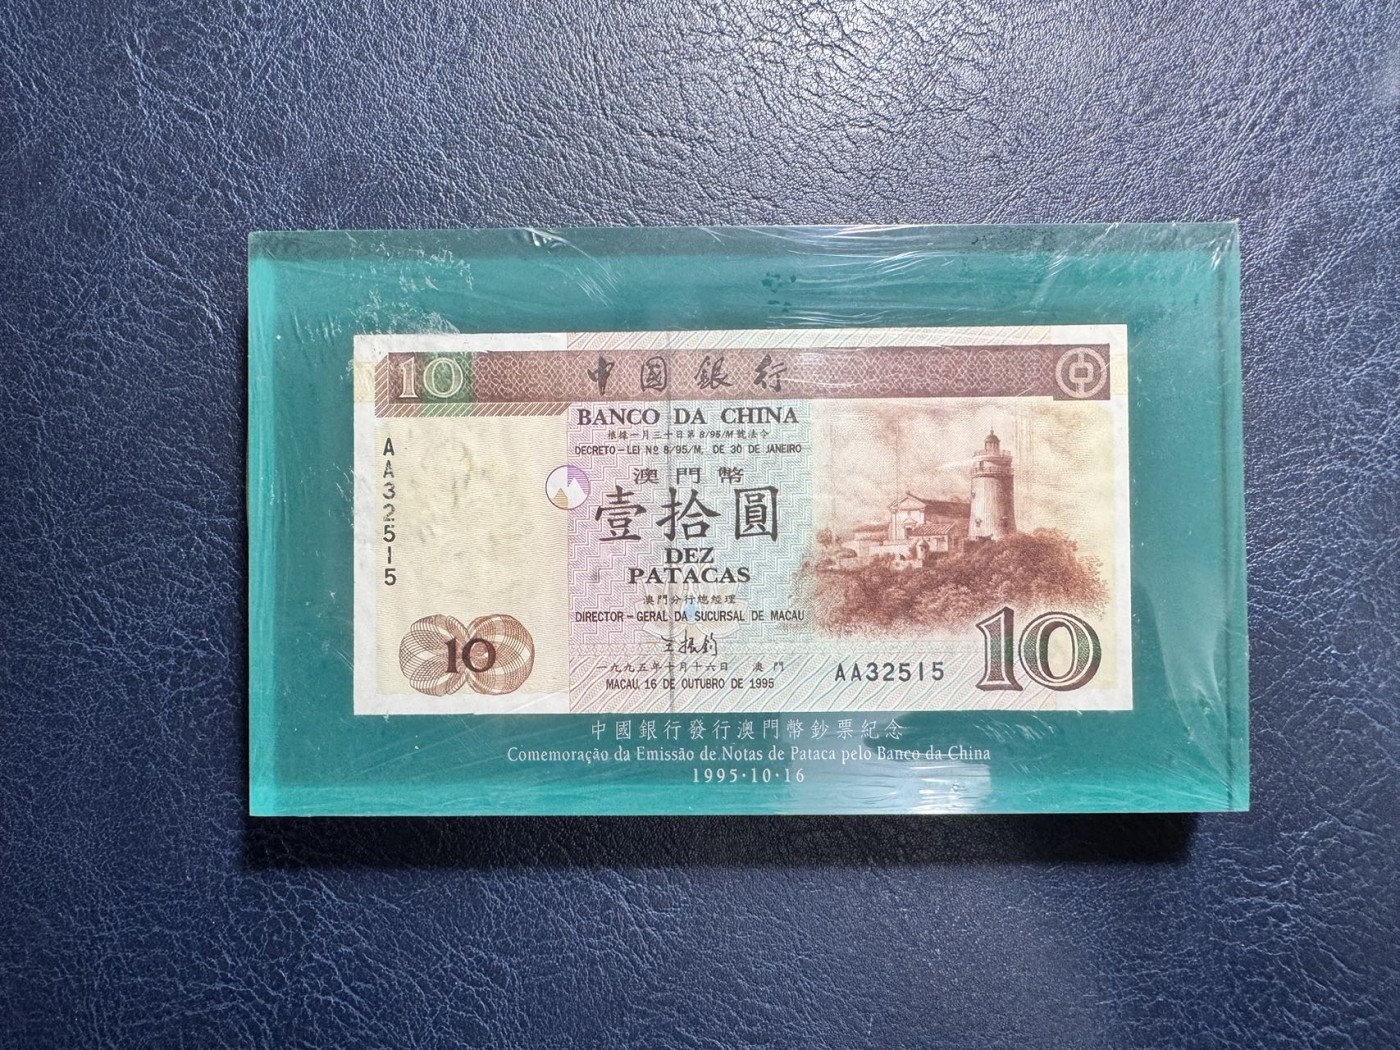 10 中國銀行
BANCO DA CHINA
根據一月三十日第8/95/M號法令
DECRETO-LEI Nº 8/95/M, DE 30 DE JANEIRO
澳門幣
壹拾圓
DEZ
PATACAS
澳門分行總經理
DIRECTOR-GERAL DA SUCURSAL DE MACAU
王振鈞
一九九五年十月十六日 澳門
MACAU, 16 DE OUTUBRO DE 1995
AA32515
10
AA32515
10
中國銀行發行澳門幣鈔票紀念
Comemoração da Emissão de Notas de Pataca pelo Banco da China
1995·10·16